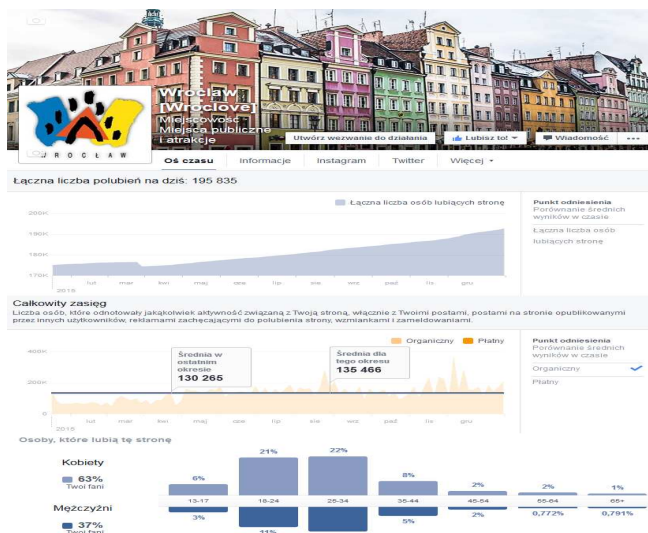 Wrocław
[Wroclove]
Miejscowość
Miejsca publiczne
i atrakcje
WROCŁAW
Utwórz wezwanie do działania
Lubisz to!
Wiadomość
Oś czasu Informacje Instagram Twitter Więcej
Łączna liczba polubień na dziś: 195 835
Łączna liczba osób lubiących stronę
Punkt odniesienia
Porównanie średnich
wyników w czasie
Łączna liczba osób
lubiących stronę
200K
190K
180K
170K
lut mar kwi maj cze lip sie wrz paź lis gru
2015
Całkowity zasięg
Liczba osób, które odnotowały jakąkolwiek aktywność związaną z Twoją stroną, włącznie z Twoimi postami, postami na stronie opublikowanymi
przez innych użytkowników, reklamami zachęcającymi do polubienia strony, wzmiankami i zameldowaniami.
Organiczny Płatny
Punkt odniesienia
Porównanie średnich
wyników w czasie
Organiczny
Płatny
400K
200K
0
Średnia w
ostatnim
okresie
130 265
Średnia dla
tego okresu
135 466
lut mar kwi maj cze lip sie wrz paź lis gru
2015
Osoby, które lubią tę stronę
Kobiety
63%
Twoi fani
6% 21% 22% 8% 2% 2% 1%
13-17 18-24 25-34 35-44 45-54 55-64 65+
Mężczyźni
37%
Twoi fani
3% 11% 5% 2% 0,772% 0,791%